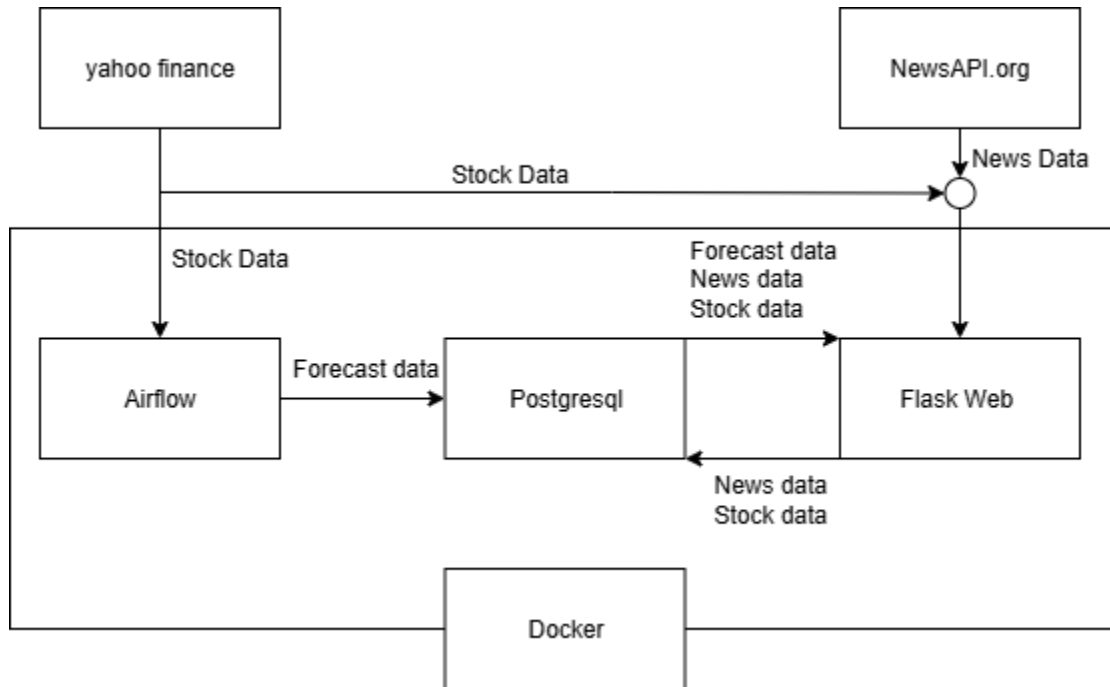 yahoo finance
NewsAPI.org
News Data
Stock Data
Stock Data
Forecast data
News data
Stock data
Airflow
Forecast data
Postgresql
Flask Web
News data
Stock data
Docker